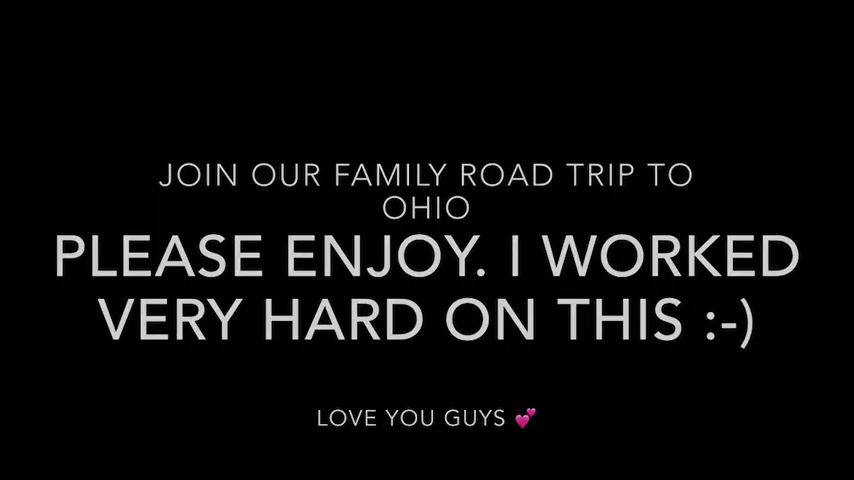 JOIN OUR FAMILY ROAD TRIP TO
OHIO
PLEASE ENJOY. I WORKED
VERY HARD ON THIS :-)
LOVE YOU GUYS 💕